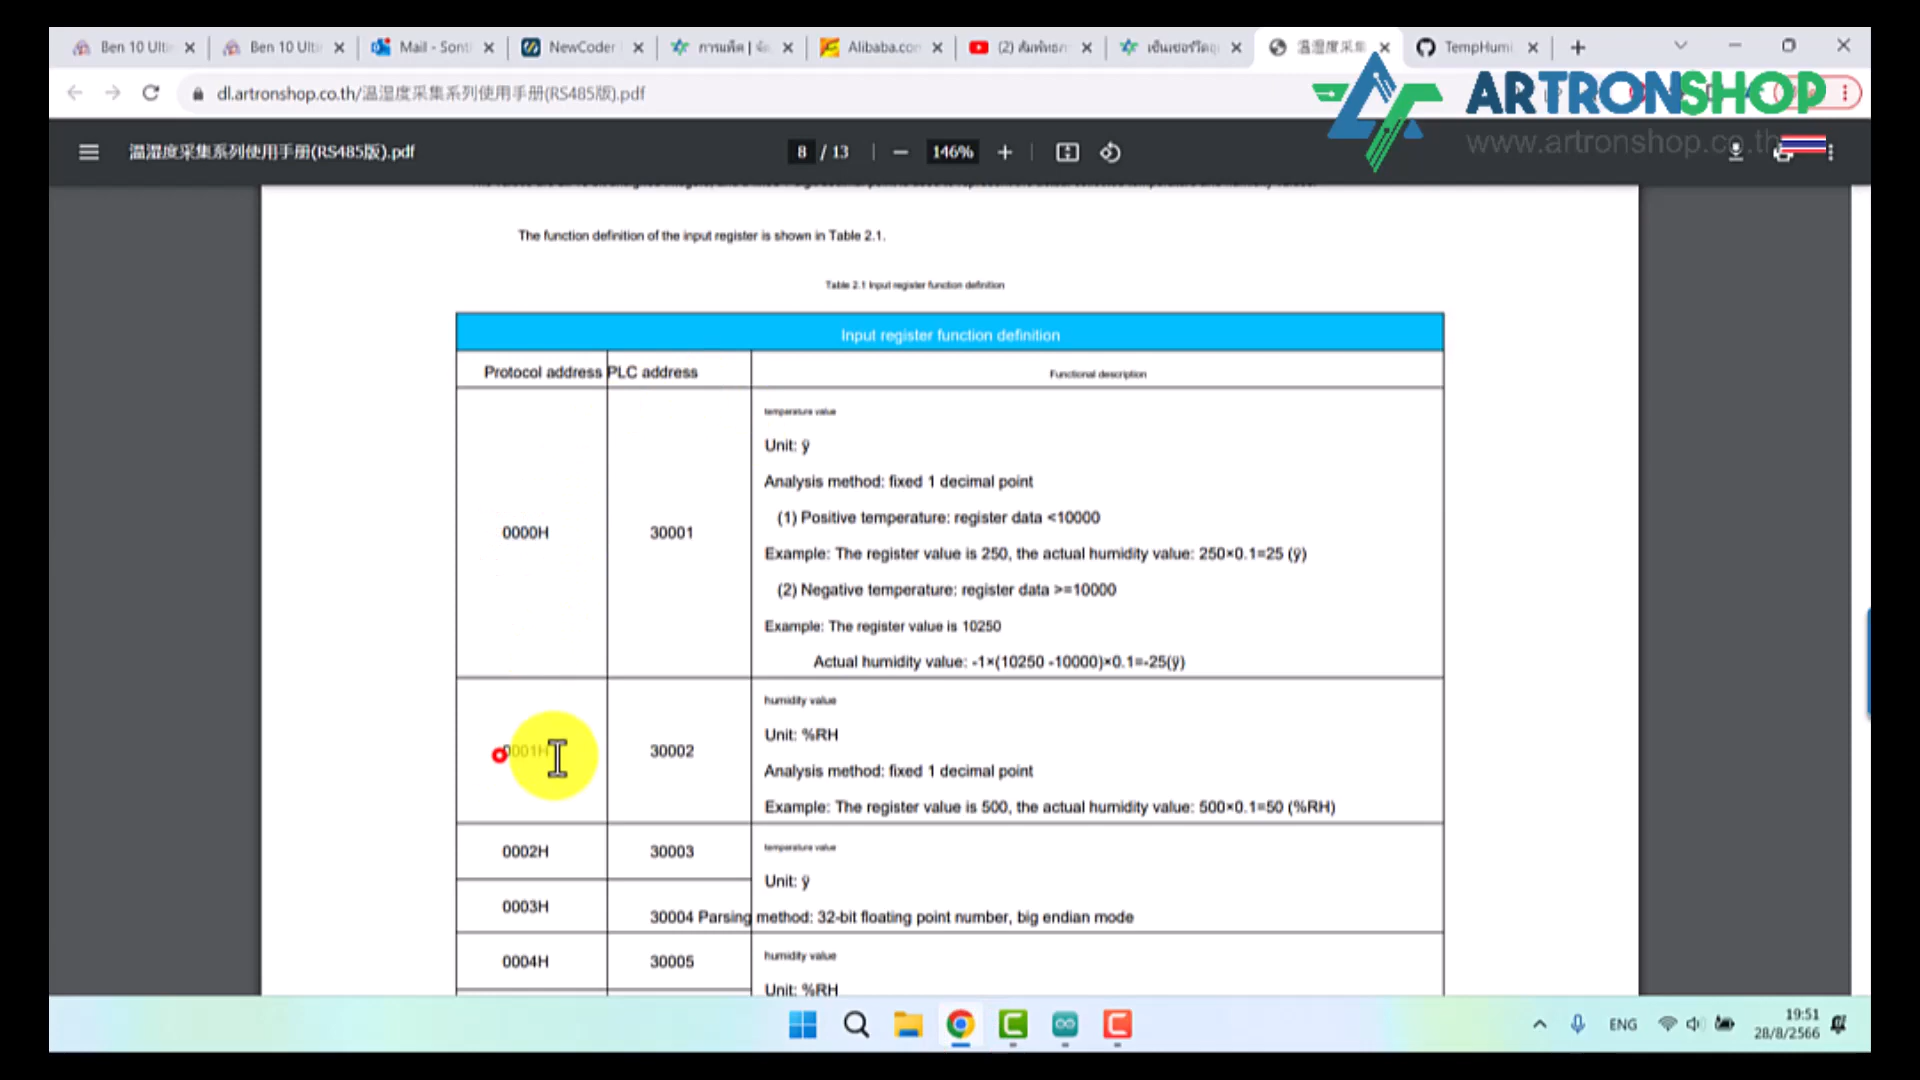 Ben 10 Ulti
Ben 10 Ulti
Mail - Sont
NewCoder
Alibaba.con
温湿度采集
TempHumi
dl.artronshop.co.th/温湿度采集系列使用手册(RS485版).pdf
ARTRONSHOP
www.artronshop.co.th
温湿度采集系列使用手册(RS485版).pdf
8 / 13
146%
The function definition of the input register is shown in Table 2.1.
Table 2.1 Input register function definition
Input register function definition
Protocol address PLC address Functional description
temperature value
Unit: ÿ
Analysis method: fixed 1 decimal point
(1) Positive temperature: register data <10000
0000H 30001
Example: The register value is 250, the actual humidity value: 250×0.1=25 (ÿ)
(2) Negative temperature: register data >=10000
Example: The register value is 10250
Actual humidity value: -1×(10250 -10000)×0.1=-25(ÿ)
humidity value
Unit: %RH
0001H 30002
Analysis method: fixed 1 decimal point
Example: The register value is 500, the actual humidity value: 500×0.1=50 (%RH)
0002H 30003 temperature value
Unit: ÿ
0003H
30004 Parsing method: 32-bit floating point number, big endian mode
0004H 30005 humidity value
Unit: %RH
ENG
19:51
28/8/2566